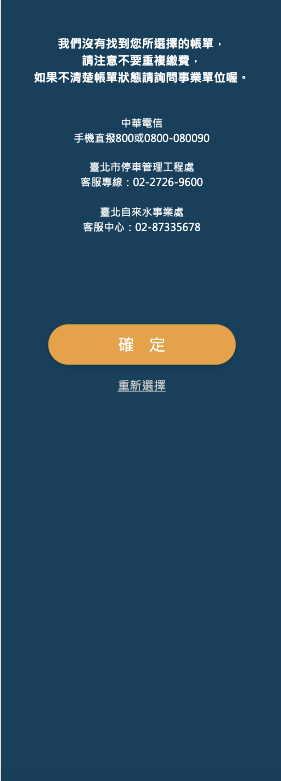 我們沒有找到您所選擇的帳單，
請注意不要重複繳費，
如果不清楚帳單狀態請詢問事業單位喔。
中華電信
手機直撥800或0800-080090
臺北市停車管理工程處
客服專線：02-2726-9600
臺北自來水事業處
客服中心：02-87335678
確 定
重新選擇